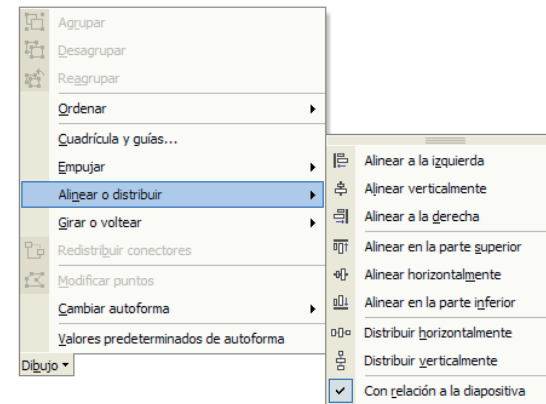 Agrupar
Desagrupar
Reagrupar
Ordenar
Cuadrícula y guías...
Empujar
Alinear o distribuir
Girar o voltear
Redistribuir conectores
Modificar puntos
Cambiar autoforma
Valores predeterminados de autoforma
Dibujo
Alinear a la izquierda
Alinear verticalmente
Alinear a la derecha
Alinear en la parte superior
Alinear horizontalmente
Alinear en la parte inferior
Distribuir horizontalmente
Distribuir verticalmente
Con relación a la diapositiva